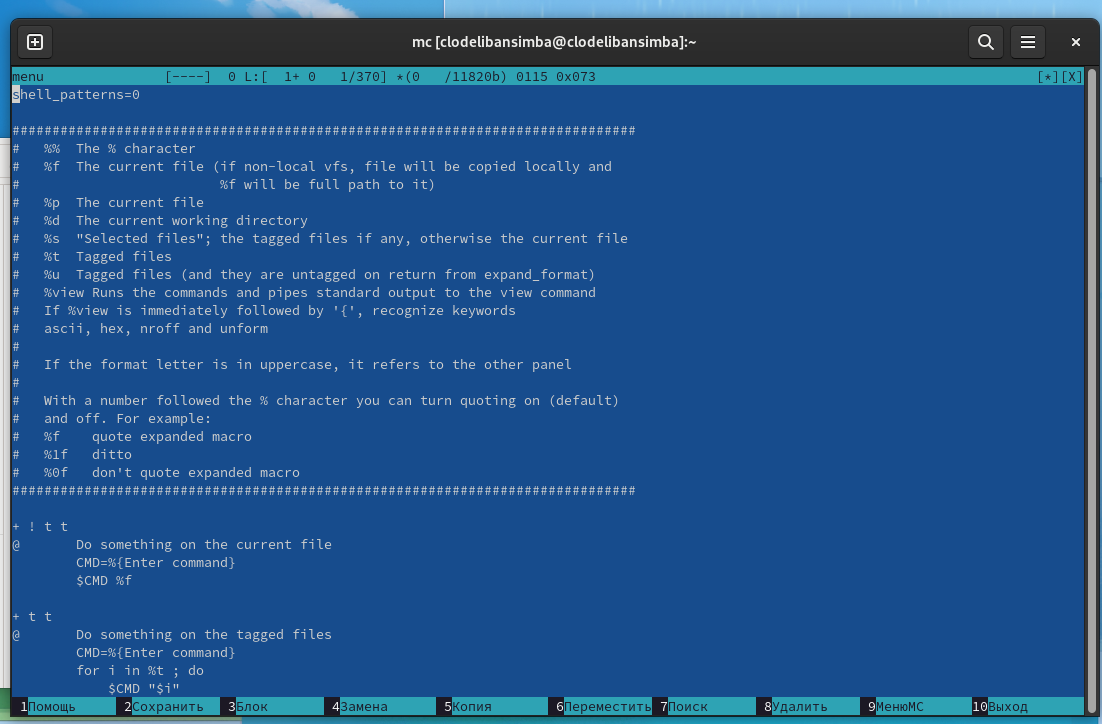 mc [clodelibansimba@clodelibansimba]:~
menu               [----]  0 L:[  1+ 0   1/370] *(0   /11820b) 0115 0x073                                                       [*][X]
shell_patterns=0
##############################################################################
#   %%  The % character
#   %f  The current file (if non-local vfs, file will be copied locally and
#                         %f will be full path to it)
#   %p  The current file
#   %d  The current working directory
#   %s  "Selected files"; the tagged files if any, otherwise the current file
#   %t  Tagged files
#   %u  Tagged files (and they are untagged on return from expand_format)
#   %view Runs the commands and pipes standard output to the view command
#   If %view is immediately followed by '{', recognize keywords
#   ascii, hex, nroff and unform
#
#   If the format letter is in uppercase, it refers to the other panel
#
#   With a number followed the % character you can turn quoting on (default)
#   and off. For example:
#   %f    quote expanded macro
#   %1f   ditto
#   %0f   don't quote expanded macro
##############################################################################
+ ! t t
@       Do something on the current file
        CMD=%{Enter command}
        $CMD %f
+ t t
@       Do something on the tagged files
        CMD=%{Enter command}
        for i in %t ; do
            $CMD "$i"
1Помощь 2Сохранить 3Блок 4Замена 5Копия 6Переместить 7Поиск 8Удалить 9МенюMC 10Выход